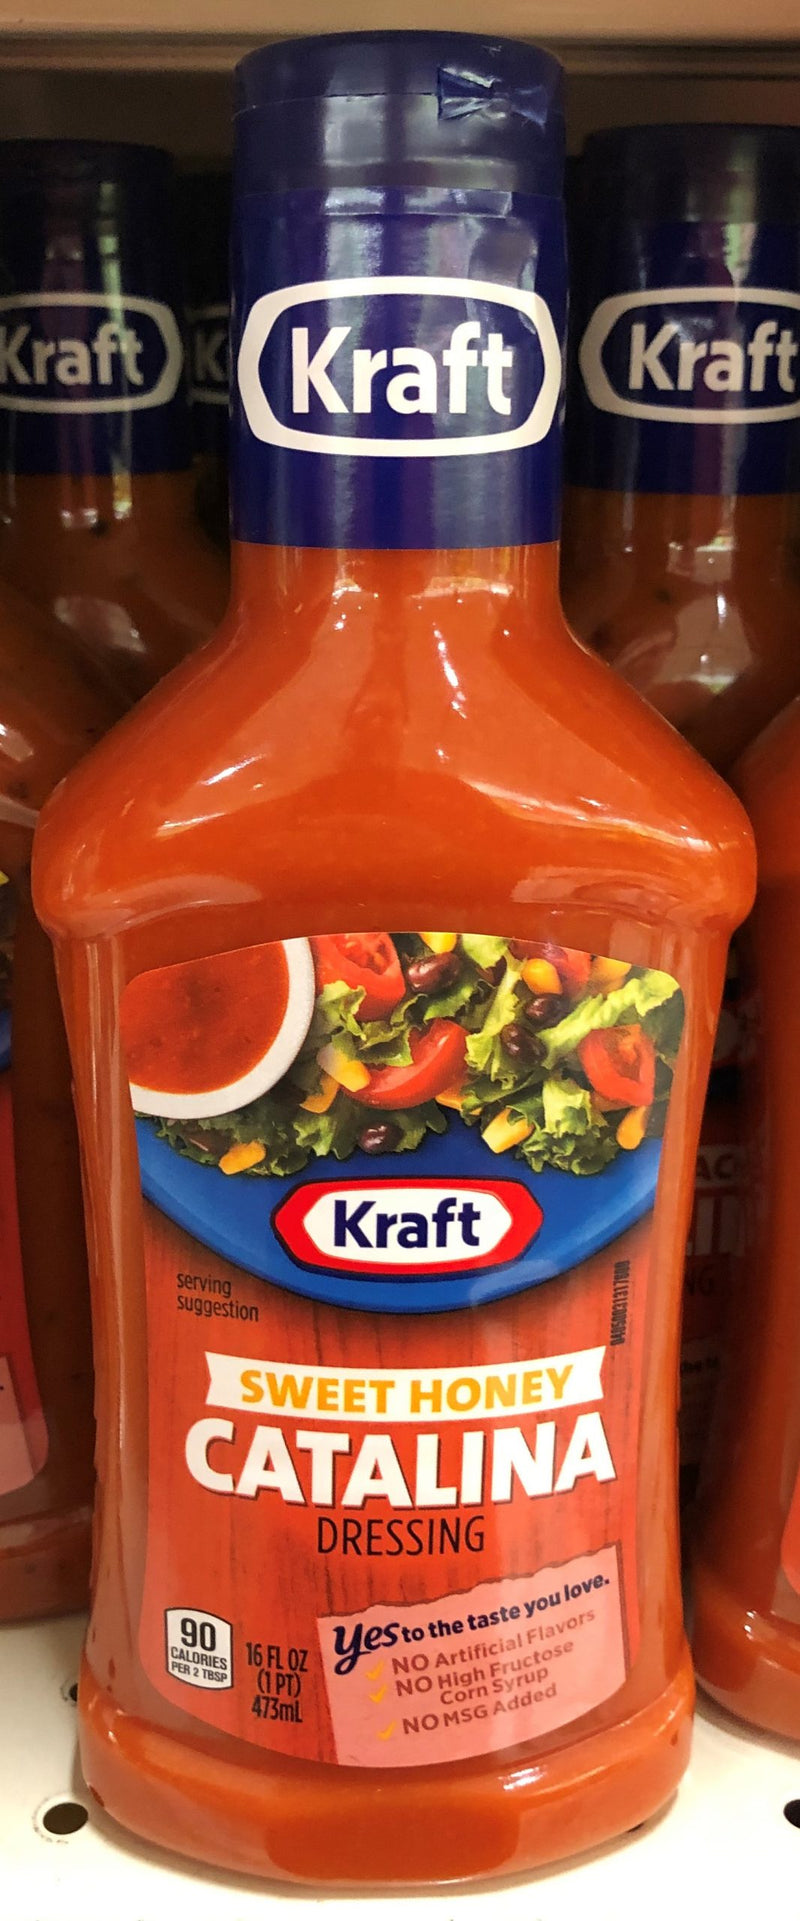 Kraft
Kraft
Kraft
Kraft
serving
suggestion
SWEET HONEY
CATALINA
DRESSING
90
CALORIES
PER 2 TBSP
16 FL OZ
(1 PT)
473mL
Yes to the taste you love.
NO Artificial Flavors
NO High Fructose
Corn Syrup
NO MSG Added